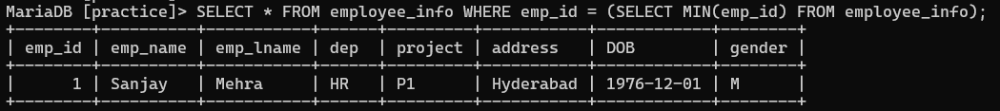 MariaDB [practice]> SELECT * FROM employee_info WHERE emp_id = (SELECT MIN(emp_id) FROM employee_info);
+--------+----------+-----------+------+---------+-----------+------------+--------+
| emp_id | emp_name | emp_lname | dep  | project | address   | DOB        | gender |
+--------+----------+-----------+------+---------+-----------+------------+--------+
|      1 | Sanjay   | Mehra     | HR   | P1      | Hyderabad | 1976-12-01 | M      |
+--------+----------+-----------+------+---------+-----------+------------+--------+